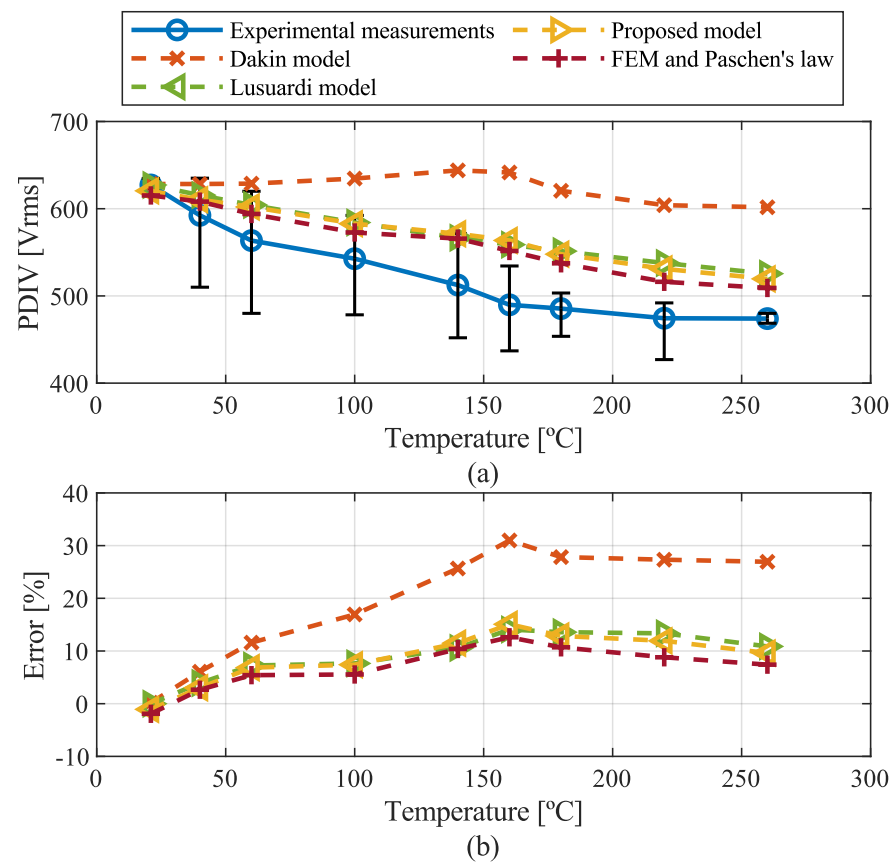 Experimental measurements
Dakin model
Lusuardi model
Proposed model
FEM and Paschen's law
700
600
500
400
PDIV [Vrms]
0 50 100 150 200 250 300
Temperature [ºC]
(a)
40
30
20
10
0
-10
Error [%]
0 50 100 150 200 250 300
Temperature [ºC]
(b)